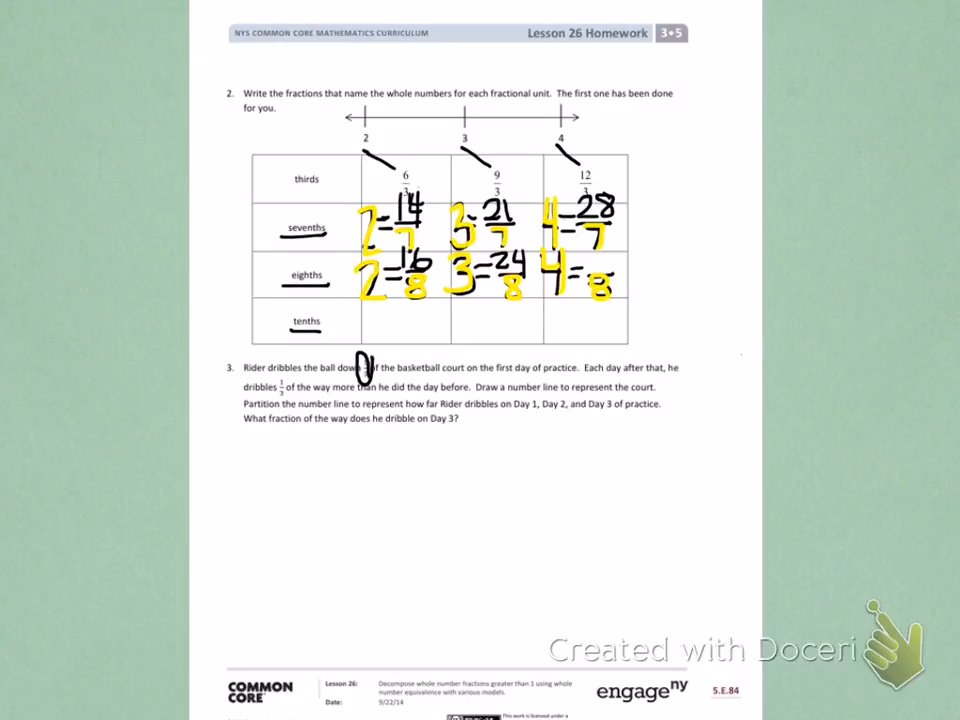 NYS COMMON CORE MATHEMATICS CURRICULUM Lesson 26 Homework 3•5
2. Write the fractions that name the whole numbers for each fractional unit. The first one has been done
for you.
2 3 4
thirds 6/3 9/3 12/3
sevenths 2=14/7 3=21/7 4=28/7
eighths 2=16/8 3=24/8 4= /8
tenths
3. Rider dribbles the ball down of the basketball court on the first day of practice. Each day after that, he
dribbles 1/3 of the way more than he did the day before. Draw a number line to represent the court.
Partition the number line to represent how far Rider dribbles on Day 1, Day 2, and Day 3 of practice.
What fraction of the way does he dribble on Day 3?
Created with Doceri
COMMON CORE
Lesson 26: Decompose whole number fractions greater than 1 using whole
number equivalence with various models.
Date: 9/22/14
engage ny
5.E.84
This work is licensed under a